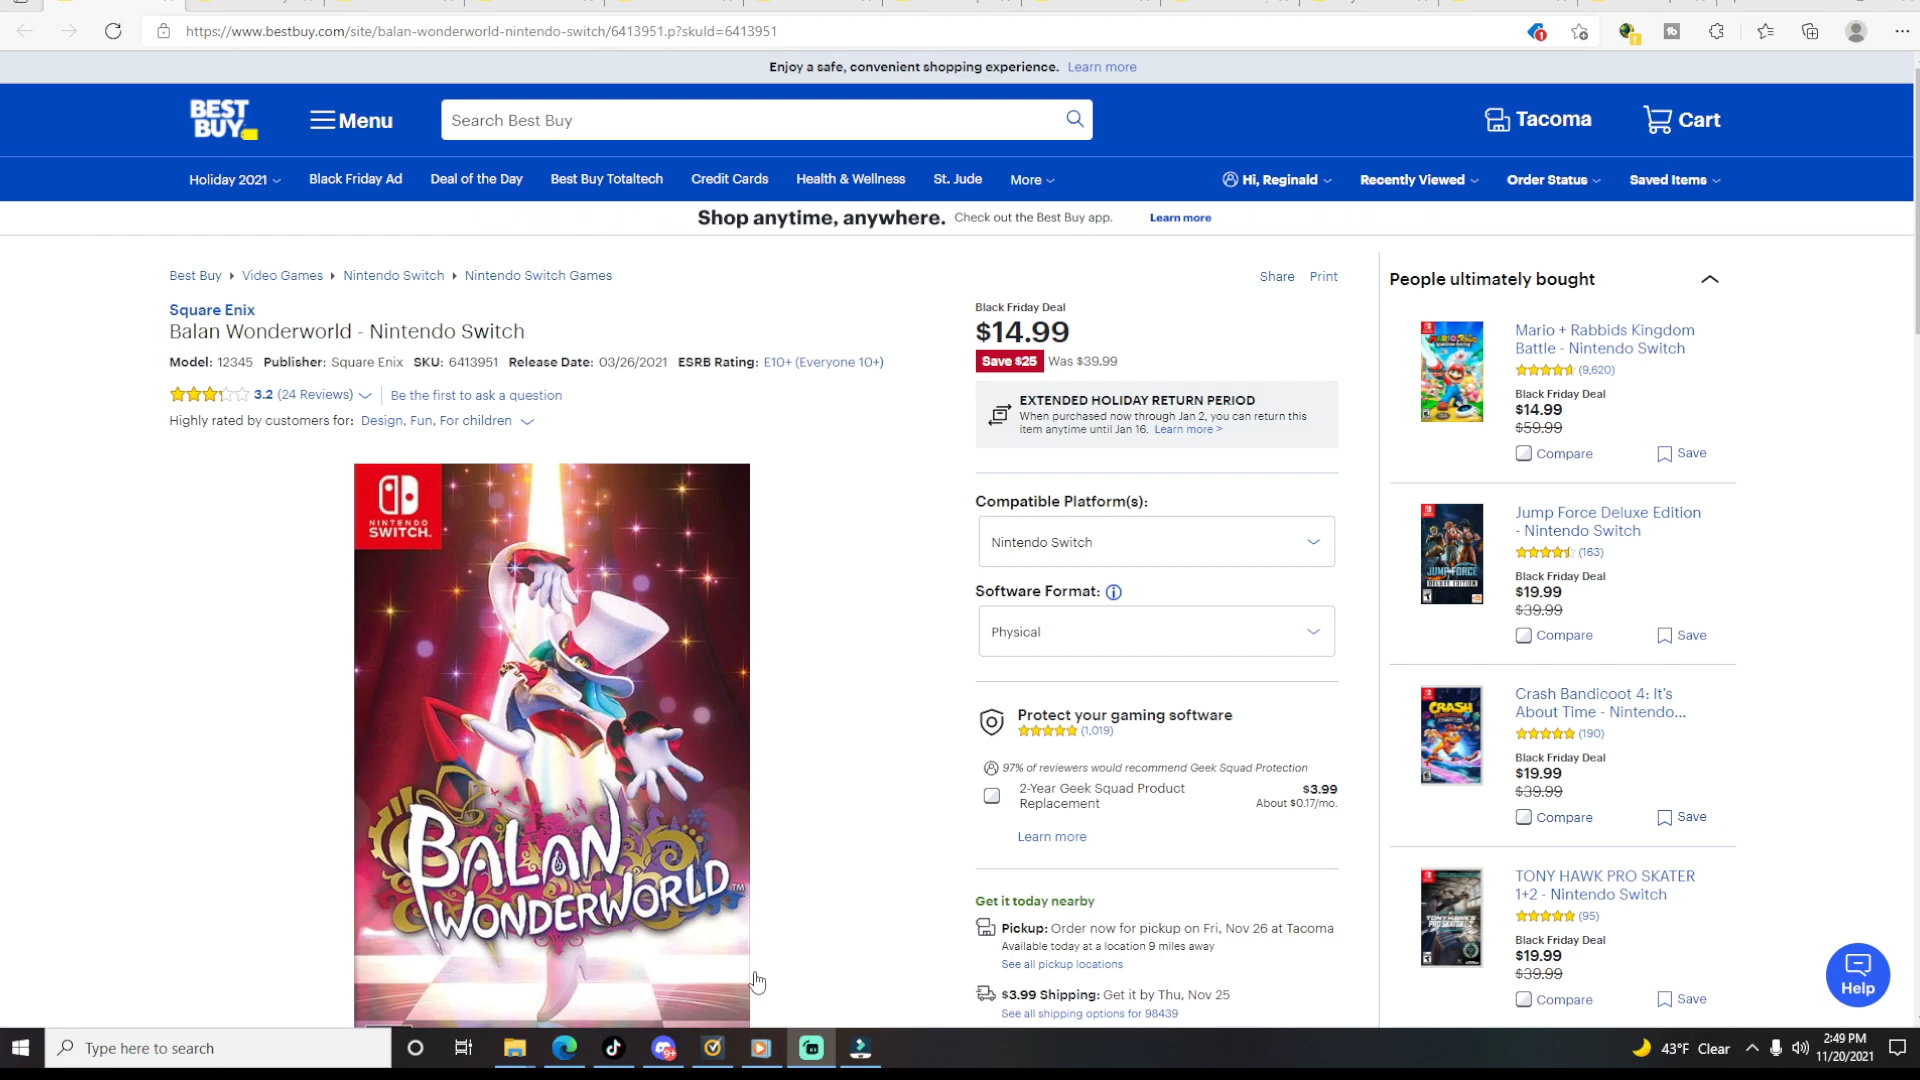 https://www.bestbuy.com/site/balan-wonderworld-nintendo-switch/6413951.p?skuId=6413951
Enjoy a safe, convenient shopping experience. Learn more
BEST BUY
Menu
Search Best Buy
Tacoma
Cart
Holiday 2021
Black Friday Ad
Deal of the Day
Best Buy Totaltech
Credit Cards
Health & Wellness
St. Jude
More
Hi, Reginald
Recently Viewed
Order Status
Saved Items
Shop anytime, anywhere. Check out the Best Buy app. Learn more
Best Buy
Video Games
Nintendo Switch
Nintendo Switch Games
Share
Print
Square Enix
Balan Wonderworld - Nintendo Switch
Model: 12345 Publisher: Square Enix SKU: 6413951 Release Date: 03/26/2021 ESRB Rating: E10+ (Everyone 10+)
3.2 (24 Reviews)
Be the first to ask a question
Highly rated by customers for: Design, Fun, For children
NINTENDO
SWITCH
BALAN
WONDERWORLD™
Black Friday Deal
$14.99
Save $25 Was $39.99
EXTENDED HOLIDAY RETURN PERIOD
When purchased now through Jan 2, you can return this
item anytime until Jan 16. Learn more >
Compatible Platform(s):
Nintendo Switch
Software Format:
Physical
Protect your gaming software
(1,019)
97% of reviewers would recommend Geek Squad Protection
2-Year Geek Squad Product
Replacement
$3.99
About $0.17/mo.
Learn more
Get it today nearby
Pickup: Order now for pickup on Fri, Nov 26 at Tacoma
Available today at a location 9 miles away
See all pickup locations
$3.99 Shipping: Get it by Thu, Nov 25
See all shipping options for 98439
People ultimately bought
Mario + Rabbids Kingdom
Battle - Nintendo Switch
(9,620)
Black Friday Deal
$14.99
$59.99
Compare
Save
Jump Force Deluxe Edition
- Nintendo Switch
(163)
Black Friday Deal
$19.99
$39.99
Compare
Save
Crash Bandicoot 4: It's
About Time - Nintendo...
(190)
Black Friday Deal
$19.99
$39.99
Compare
Save
TONY HAWK PRO SKATER
1+2 - Nintendo Switch
(95)
Black Friday Deal
$19.99
$39.99
Compare
Save
Help
Type here to search
43°F Clear
2:49 PM
11/20/2021